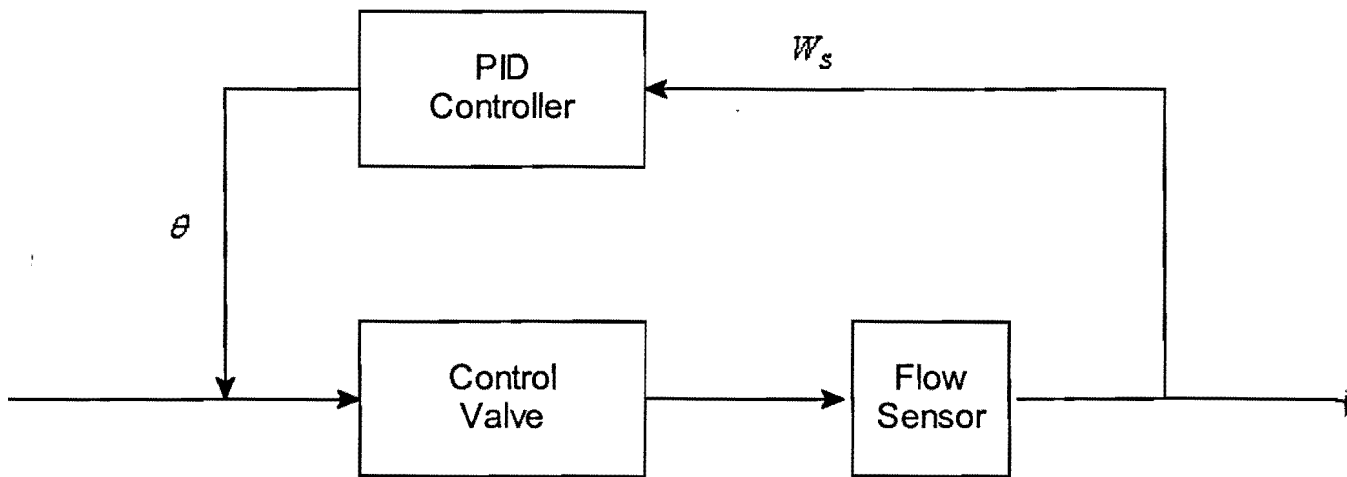 PID
Controller
W_s
θ
Control
Valve
Flow
Sensor